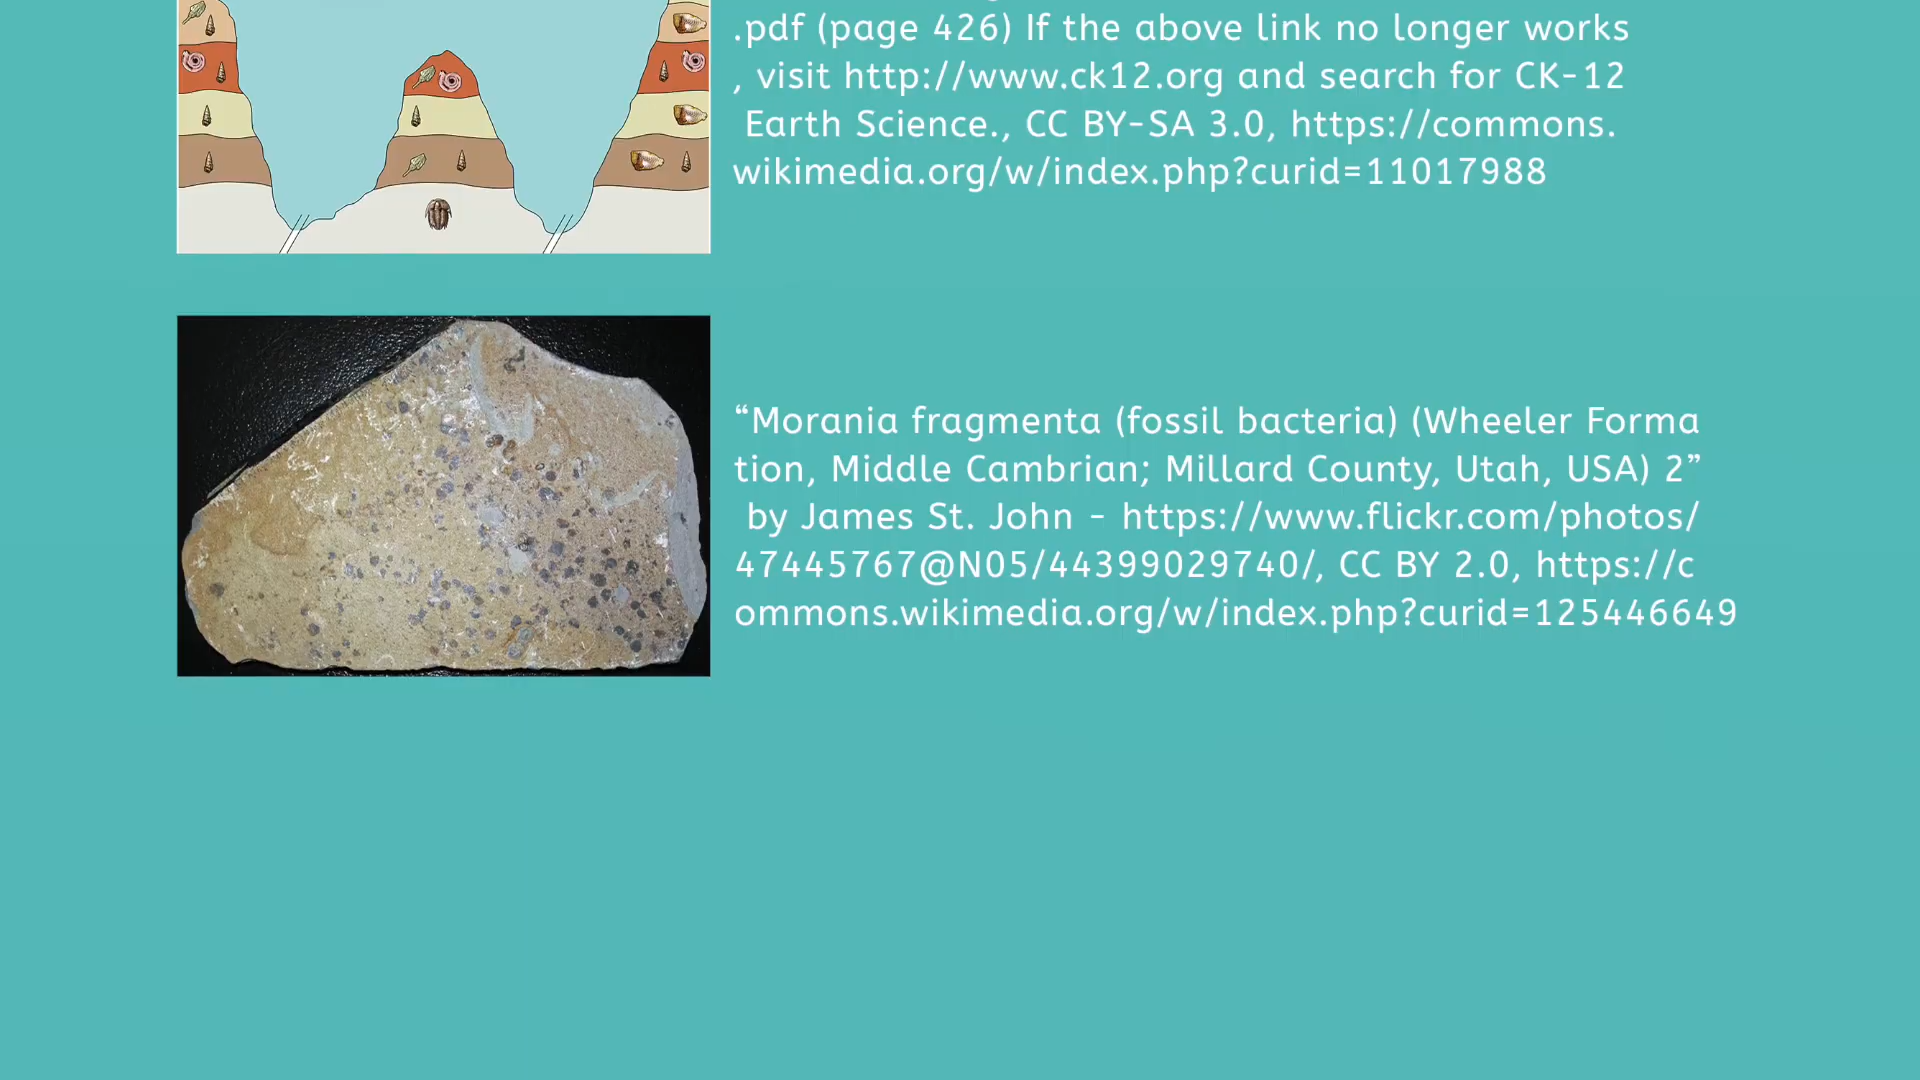 .pdf (page 426) If the above link no longer works
, visit http://www.ck12.org and search for CK-12
Earth Science., CC BY-SA 3.0, https://commons.
wikimedia.org/w/index.php?curid=11017988
“Morania fragmenta (fossil bacteria) (Wheeler Forma
tion, Middle Cambrian; Millard County, Utah, USA) 2”
by James St. John - https://www.flickr.com/photos/
47445767@N05/44399029740/, CC BY 2.0, https://c
ommons.wikimedia.org/w/index.php?curid=125446649